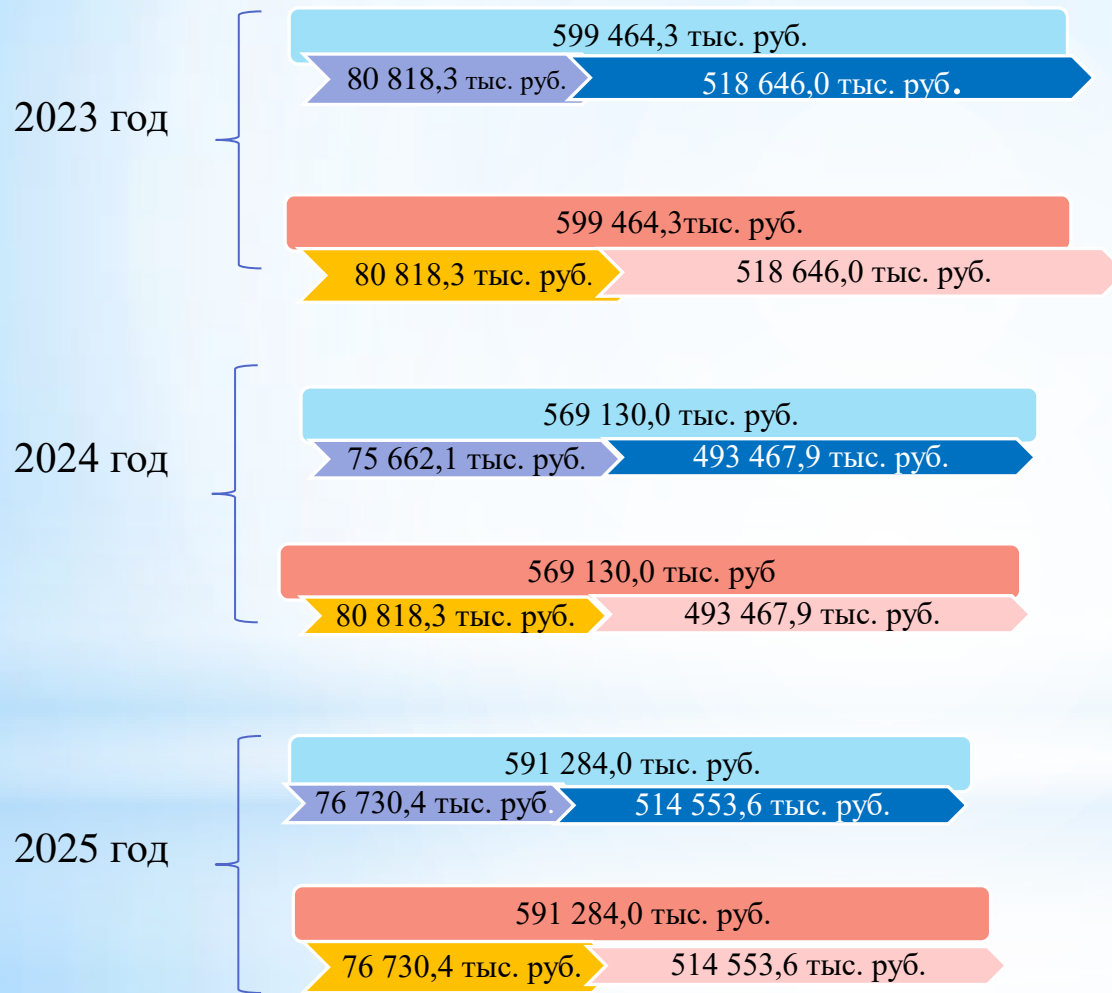 599 464,3 тыс. руб.
80 818,3 тыс. руб.
518 646,0 тыс. руб.
2023 год
599 464,3тыс. руб.
80 818,3 тыс. руб.
518 646,0 тыс. руб.
569 130,0 тыс. руб.
75 662,1 тыс. руб.
493 467,9 тыс. руб.
2024 год
569 130,0 тыс. руб
80 818,3 тыс. руб.
493 467,9 тыс. руб.
591 284,0 тыс. руб.
76 730,4 тыс. руб.
514 553,6 тыс. руб.
2025 год
591 284,0 тыс. руб.
76 730,4 тыс. руб.
514 553,6 тыс. руб.